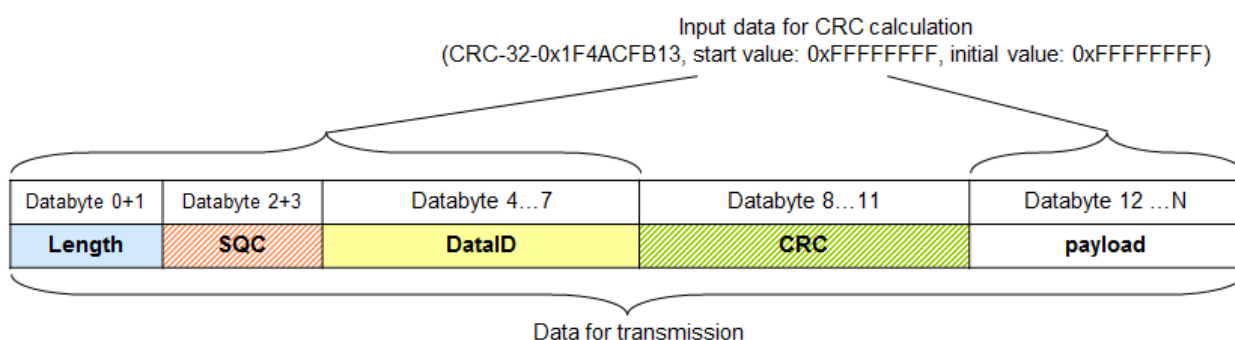 Input data for CRC calculation
(CRC-32-0x1F4ACFB13, start value: 0xFFFFFFFF, initial value: 0xFFFFFFFF)
Databyte 0+1 Databyte 2+3 Databyte 4...7 Databyte 8...11 Databyte 12 ...N
Length SQC DataID CRC payload
Data for transmission